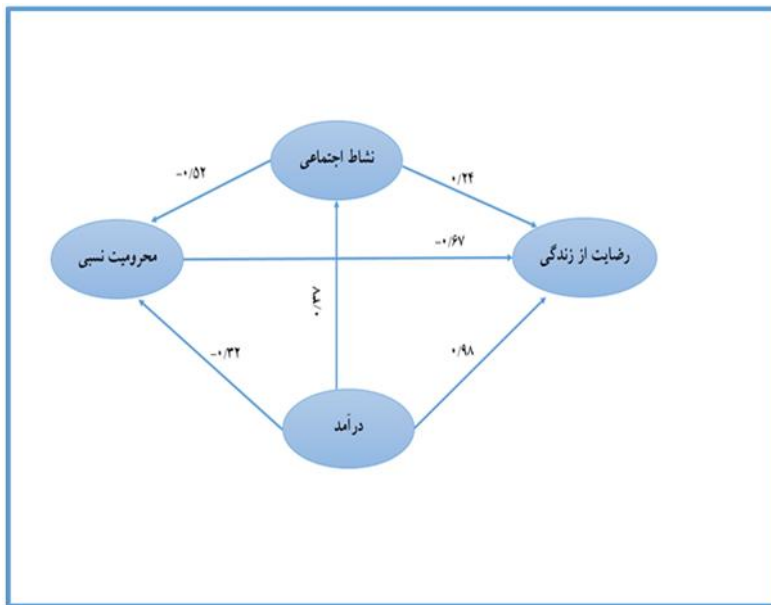 نشاط اجتماعی
-۰/۵۲
۰/۲۴
محرومیت نسبی
-۰/۶۷
رضایت از زندگی
۰/۳۷
-۰/۳۲
۰/۹۸
درآمد